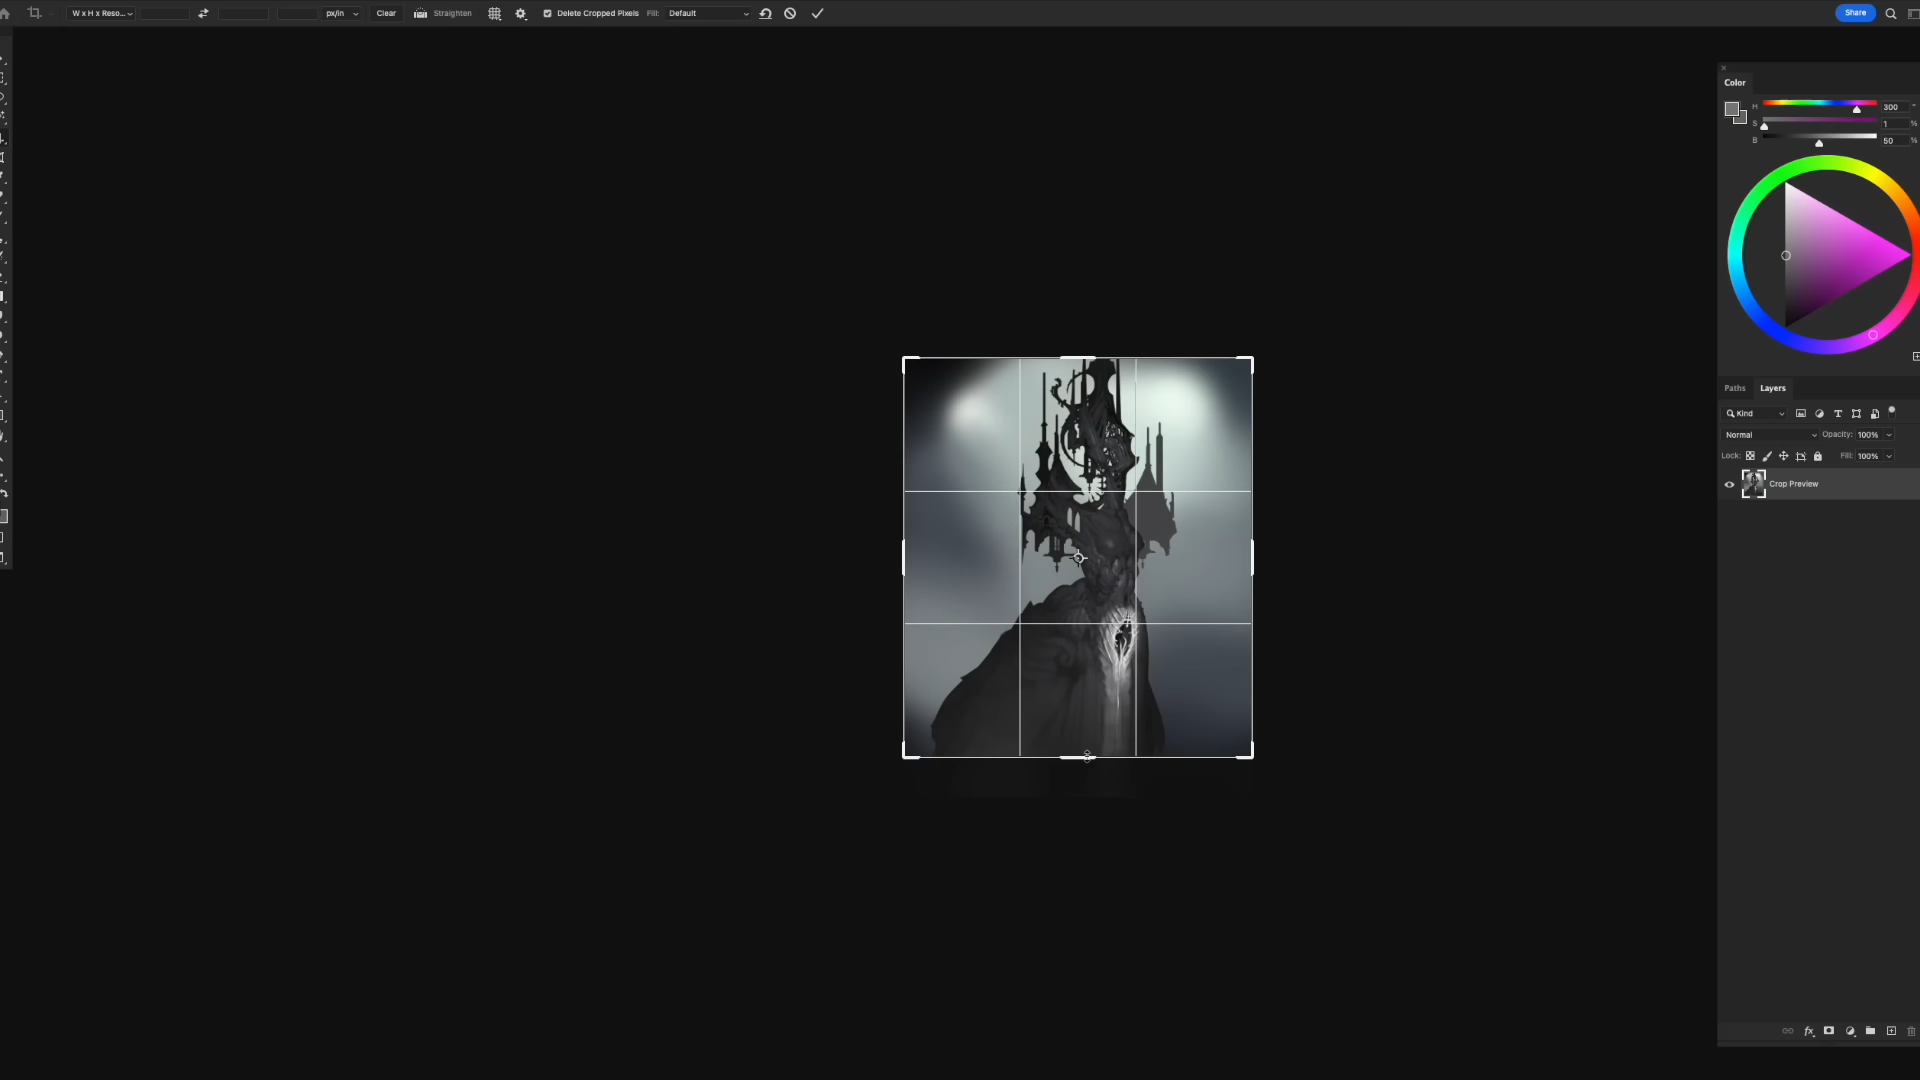 W x H x Reso... px/in Clear Straighten Delete Cropped Pixels Fill: Default Share
Color
H 300 °
S 1 %
B 50 %
Paths Layers
Kind
Normal Opacity: 100%
Lock: Fill: 100%
Crop Preview
fx